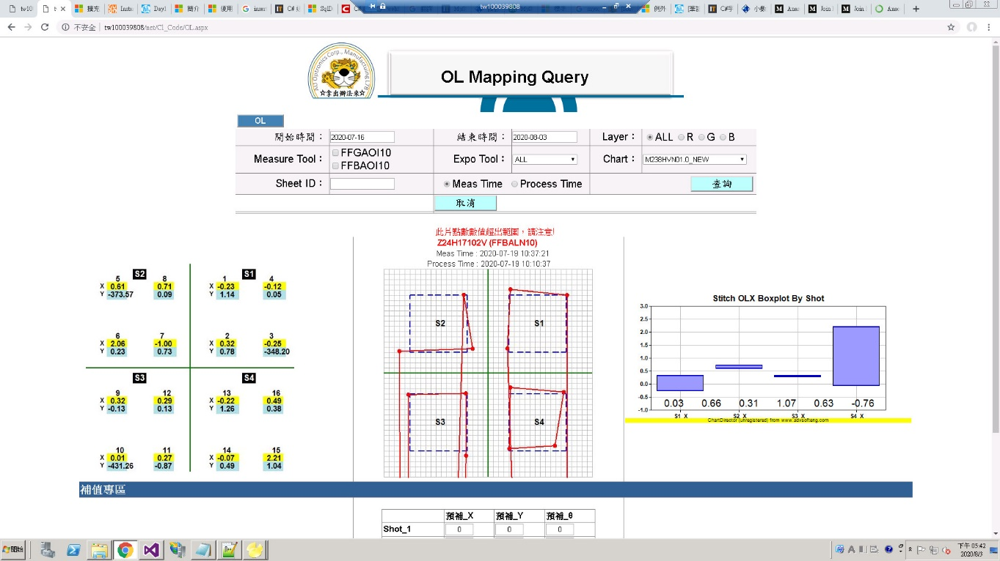 tw10
t
擴充
Insta
Day
簡介
使用
inser
C# 
SqlD
tw100039808
例外
[筆
C#字
小數
Anac
Join
Join
Anac
不安全 tw100039808/net/Cl_Code/OL.aspx
AU Optronics Corp., Manufacturing L7B
☆拿出辦法來☆
OL Mapping Query
OL
開始時間： 2020-07-16 結束時間： 2020-08-03 Layer： ALL R G B
Measure Tool： FFGAOI10 Expo Tool： ALL Chart： M238HVN01.0_NEW
FFBAOI10
Sheet ID： Meas Time Process Time 查詢
取消
此片點數數值超出範圍，請注意!
Z24H17102V (FFBALN10)
Meas Time : 2020-07-19 10:37:21
Process Time : 2020-07-19 10:10:37
S2 S1
5 8 1 4
X 0.61 0.71 X -0.23 -0.12
Y -373.57 0.09 Y 1.14 0.05
6 7 2 3
X 2.06 -1.00 X 0.32 -0.25
Y 0.23 0.73 Y 0.78 -348.20
S3 S4
9 12 13 16
X 0.32 0.29 X -0.22 0.49
Y -0.13 0.13 Y 1.26 0.38
10 11 14 15
X 0.01 0.27 X -0.07 2.21
Y -431.26 -0.87 Y 0.49 1.04
S2 S1
S3 S4
Stitch OLX Boxplot By Shot
3.0
2.5
2.0
1.5
1.0
0.5
0.0
-0.5
-1.0
0.03 0.66 0.31 1.07 0.63 -0.76
S1_X S2_X S3_X S4_X
ChartDirector (unregistered) from www.advsofteng.com
補值專區
預補_X 預補_Y 預補_θ
Shot_1 0 0 0
開始
下午 05:42
2020/8/3